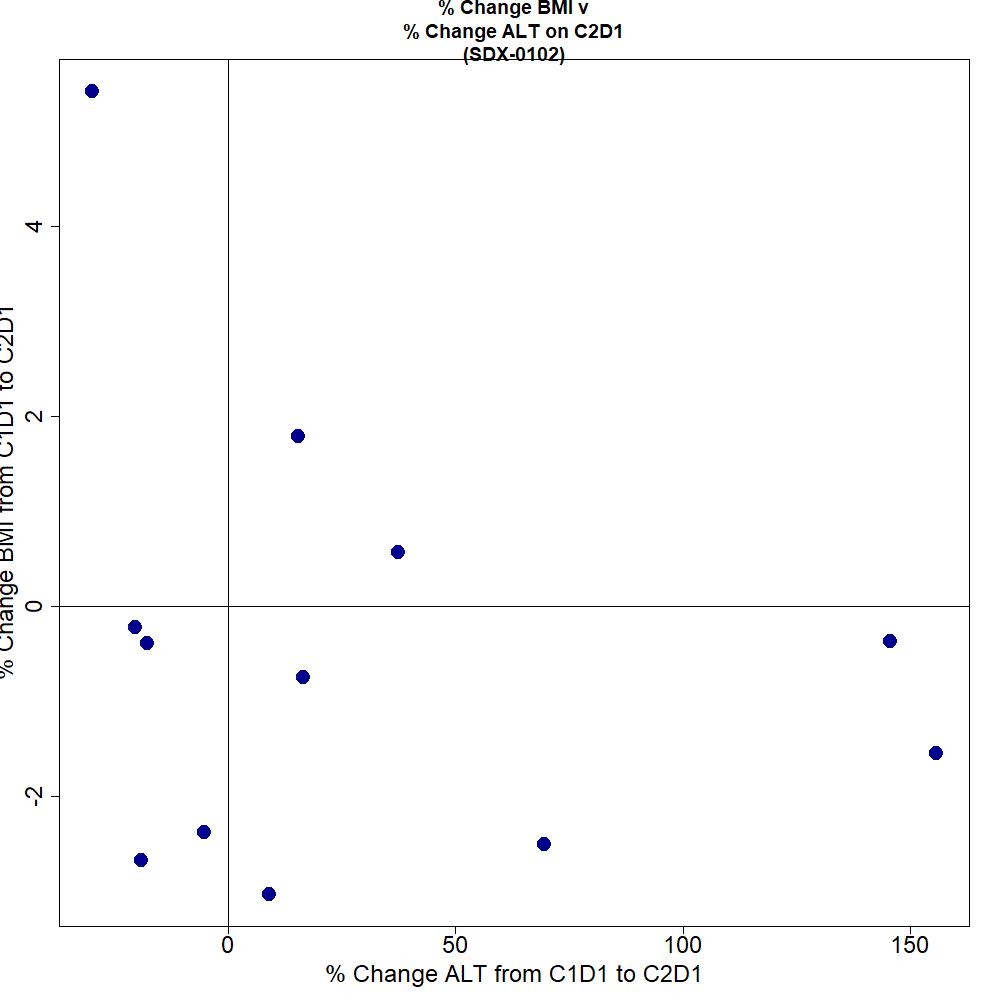 % Change BMI v
% Change ALT on C2D1
(SDX-0102)
% Change BMI from C1D1 to C2D1
4
2
0
-2
0
50
100
150
% Change ALT from C1D1 to C2D1